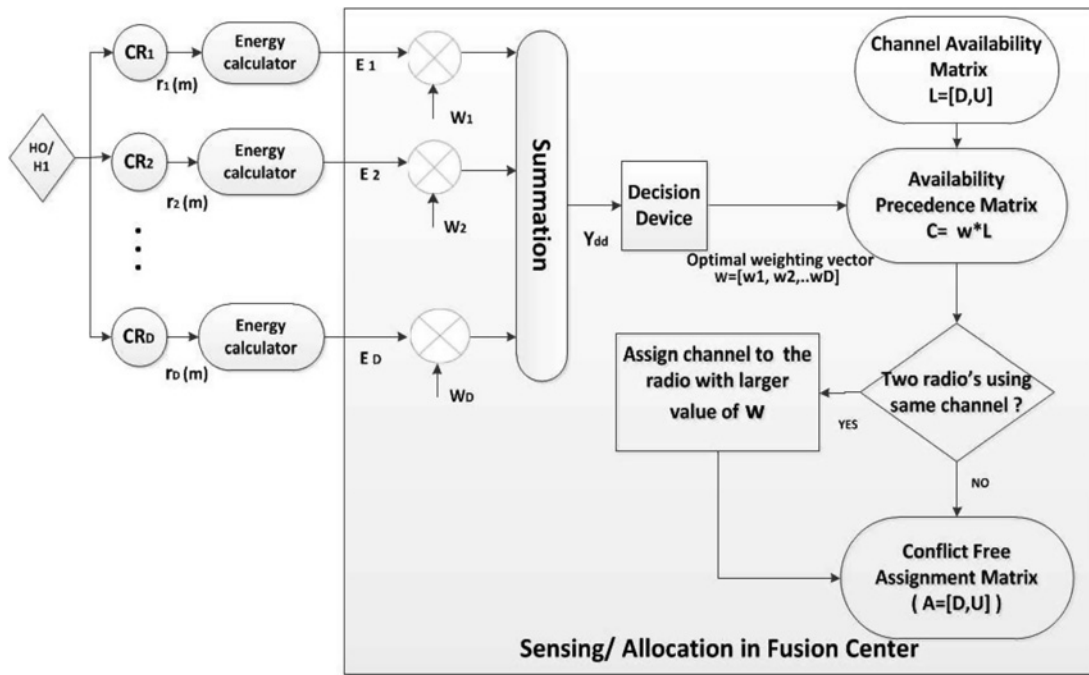 HO/
H1
CR1
r1 (m)
Energy
calculator
E 1
W1
CR2
r2 (m)
Energy
calculator
E 2
W2
CRD
rD (m)
Energy
calculator
E D
WD
Summation
Ydd
Decision
Device
Optimal weighting vector
w=[w1, w2,..wD]
Channel Availability
Matrix
L=[D,U]
Availability
Precedence Matrix
C= w*L
Two radio's using
same channel ?
YES
NO
Assign channel to the
radio with larger
value of W
Conflict Free
Assignment Matrix
( A=[D,U] )
Sensing/ Allocation in Fusion Center